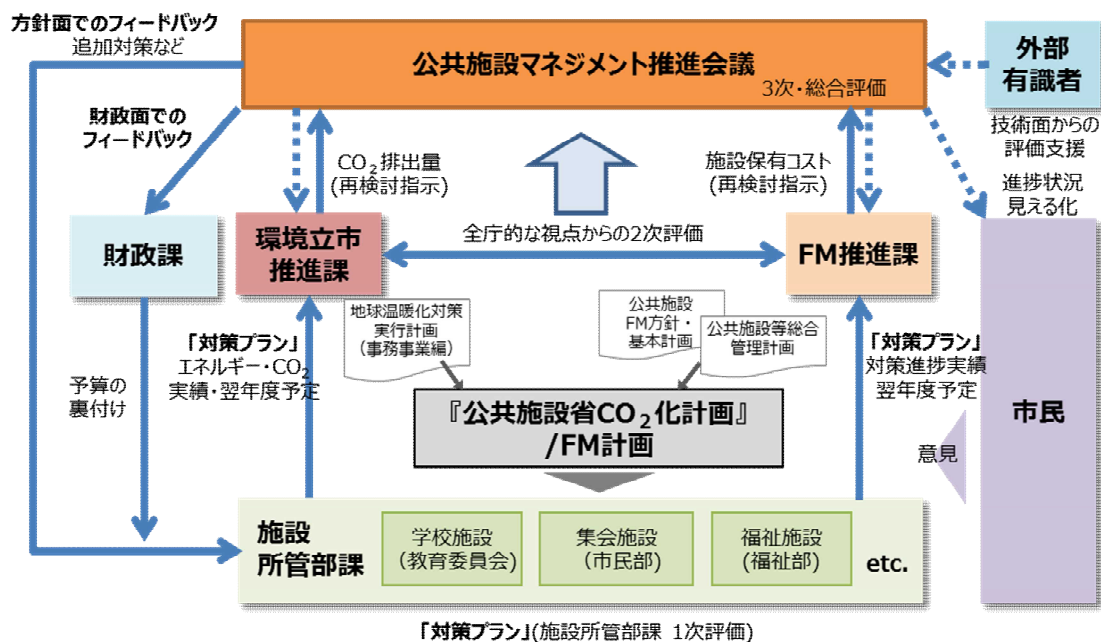 方針面でのフィードバック
追加対策など
公共施設マネジメント推進会議
3次・総合評価
外部
有識者
技術面からの
評価支援
財政面での
フィードバック
CO₂排出量
(再検討指示)
施設保有コスト
(再検討指示)
進捗状況
見える化
財政課
環境立市
推進課
全庁的な視点からの2次評価
FM推進課
地球温暖化対策
実行計画
(事務事業編)
公共施設
FM方針・
基本計画
公共施設等総合
管理計画
「対策プラン」
エネルギー・CO₂
実績・翌年度予定
「対策プラン」
対策進捗実績
翌年度予定
予算の
裏付け
『公共施設省CO₂化計画』
/FM計画
市民
意見
施設
所管部課
学校施設
(教育委員会)
集会施設
(市民部)
福祉施設
(福祉部)
etc.
「対策プラン」(施設所管部課 1次評価)